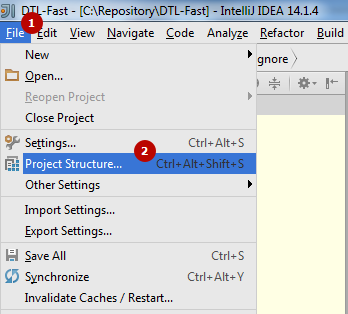 DTL-Fast - [C:\Repository\DTL-Fast] - IntelliJ IDEA 14.1.4
File Edit View Navigate Code Analyze Refactor Build
1
New
gnore
Open...
Reopen Project
Close Project
Settings... Ctrl+Alt+S
2
Project Structure... Ctrl+Alt+Shift+S
Other Settings
Import Settings...
Export Settings...
Save All Ctrl+S
Synchronize Ctrl+Alt+Y
Invalidate Caches / Restart...